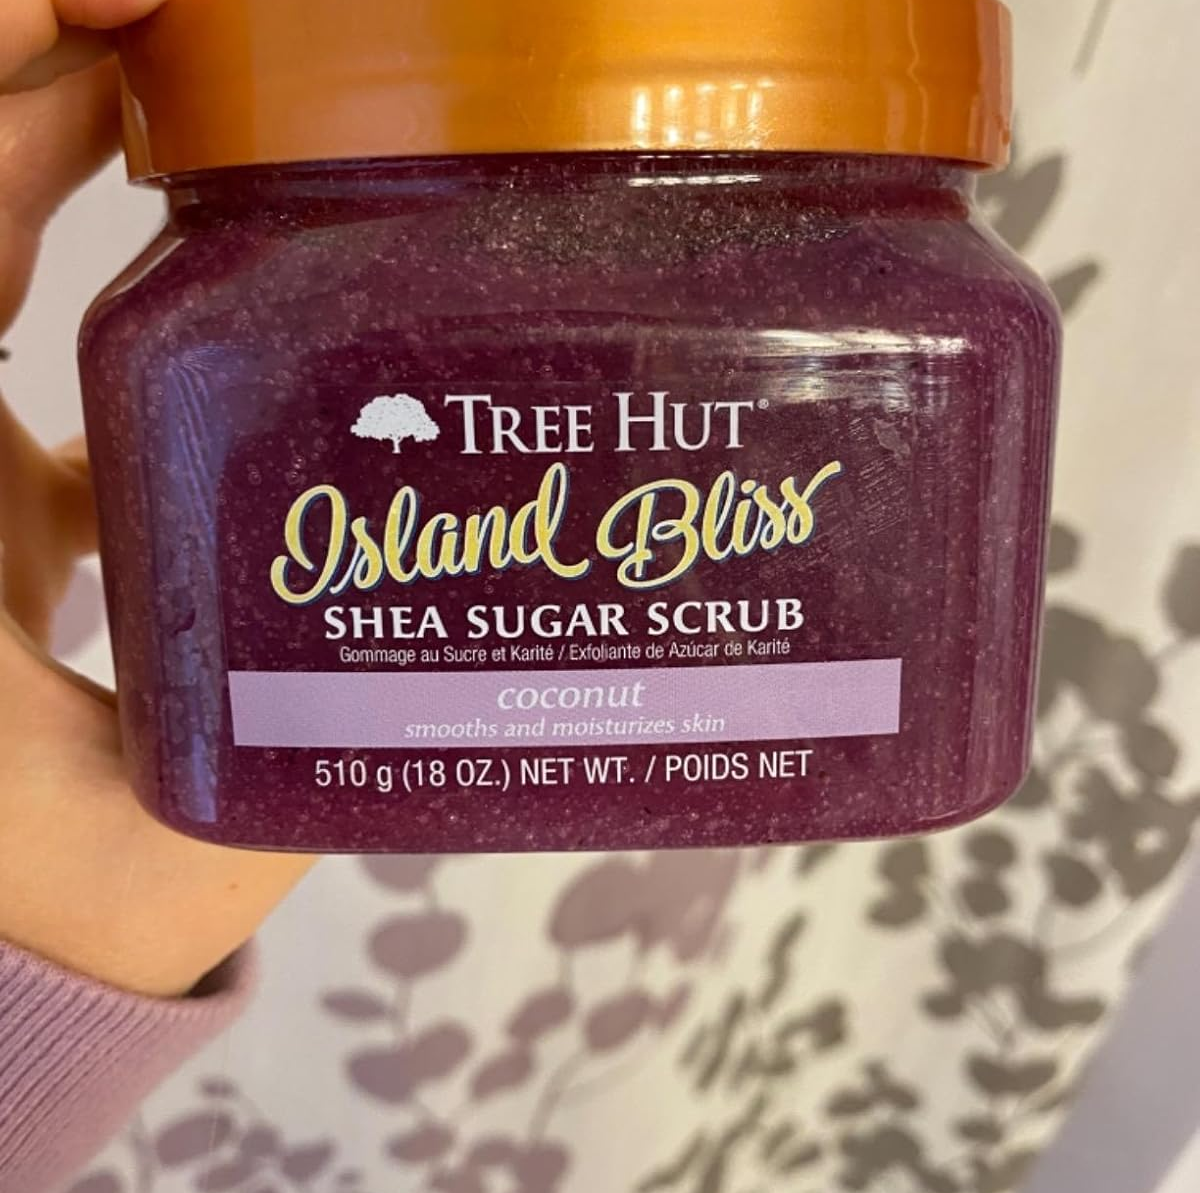 TREE HUT®
Island Bliss
SHEA SUGAR SCRUB
Gommage au Sucre et Karité / Exfoliante de Azúcar de Karité
coconut
smooths and moisturizes skin
510 g (18 OZ.) NET WT. / POIDS NET